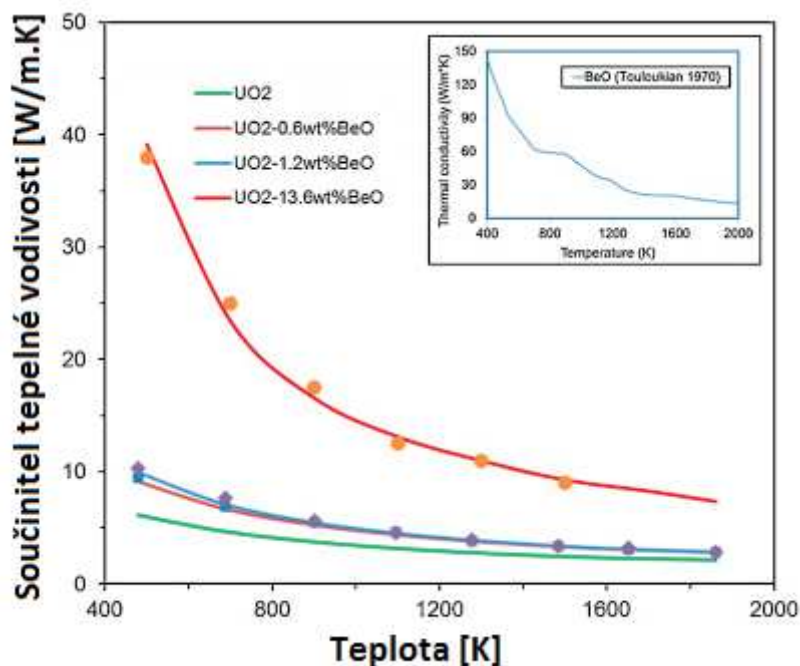 Součinitel tepelné vodivosti [W/m.K]
50
40
30
20
10
0
UO2
UO2-0.6wt%BeO
UO2-1.2wt%BeO
UO2-13.6wt%BeO
Thermal conductivity (W/m*K)
150
120
90
60
30
0
BeO (Touloukian 1970)
400 800 1200 1600 2000
Temperature (K)
400 800 1200 1600 2000
Teplota [K]